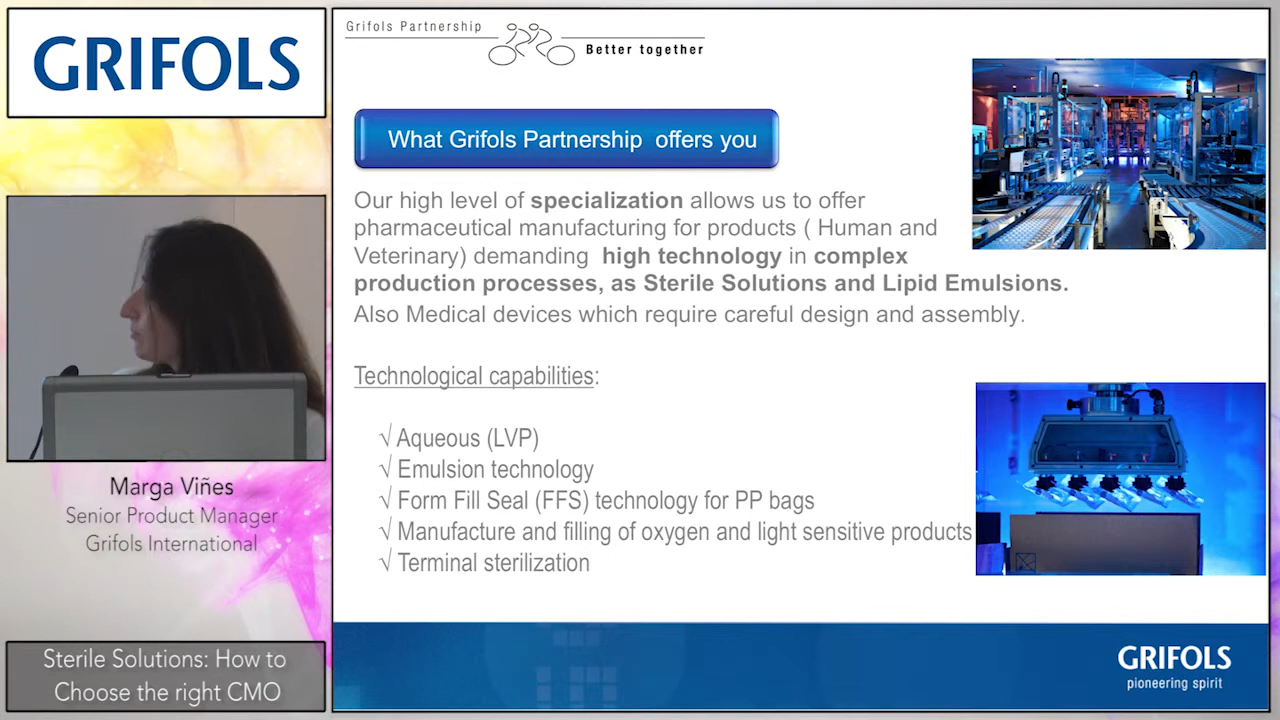 GRIFOLS
Marga Viñes
Senior Product Manager
Grifols International
Sterile Solutions: How to
Choose the right CMO
Grifols Partnership
Better together
What Grifols Partnership offers you
Our high level of specialization allows us to offer
pharmaceutical manufacturing for products ( Human and
Veterinary) demanding high technology in complex
production processes, as Sterile Solutions and Lipid Emulsions.
Also Medical devices which require careful design and assembly.
Technological capabilities:
√ Aqueous (LVP)
√ Emulsion technology
√ Form Fill Seal (FFS) technology for PP bags
√ Manufacture and filling of oxygen and light sensitive products
√ Terminal sterilization
GRIFOLS
pioneering spirit